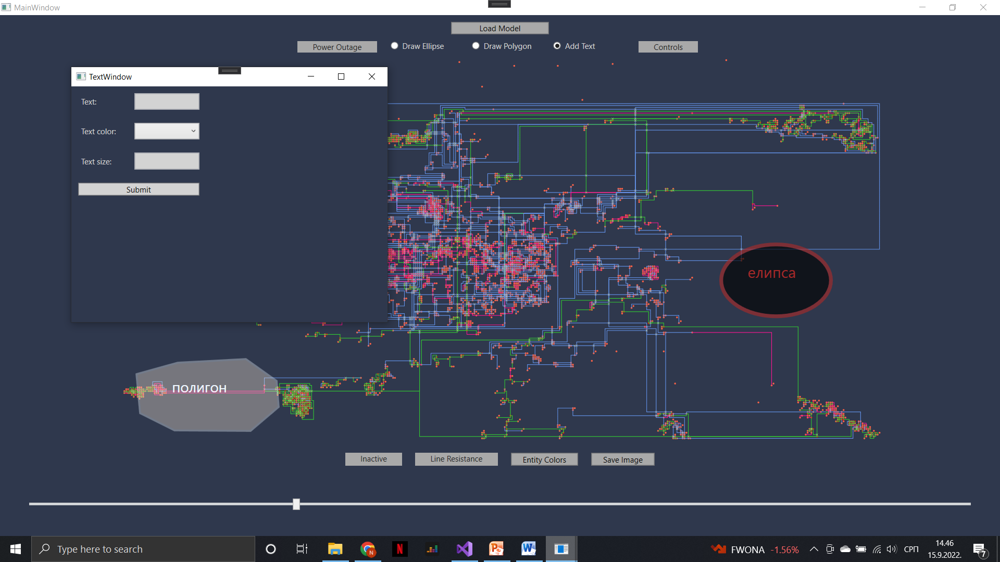 MainWindow
Load Model
Power Outage
Draw Ellipse
Draw Polygon
Add Text
Controls
TextWindow
Text:
Text color:
Text size:
Submit
елипса
ПОЛИГОН
Inactive
Line Resistance
Entity Colors
Save Image
Type here to search
FWONA -1.56%
СРП
14.46
15.9.2022.
7